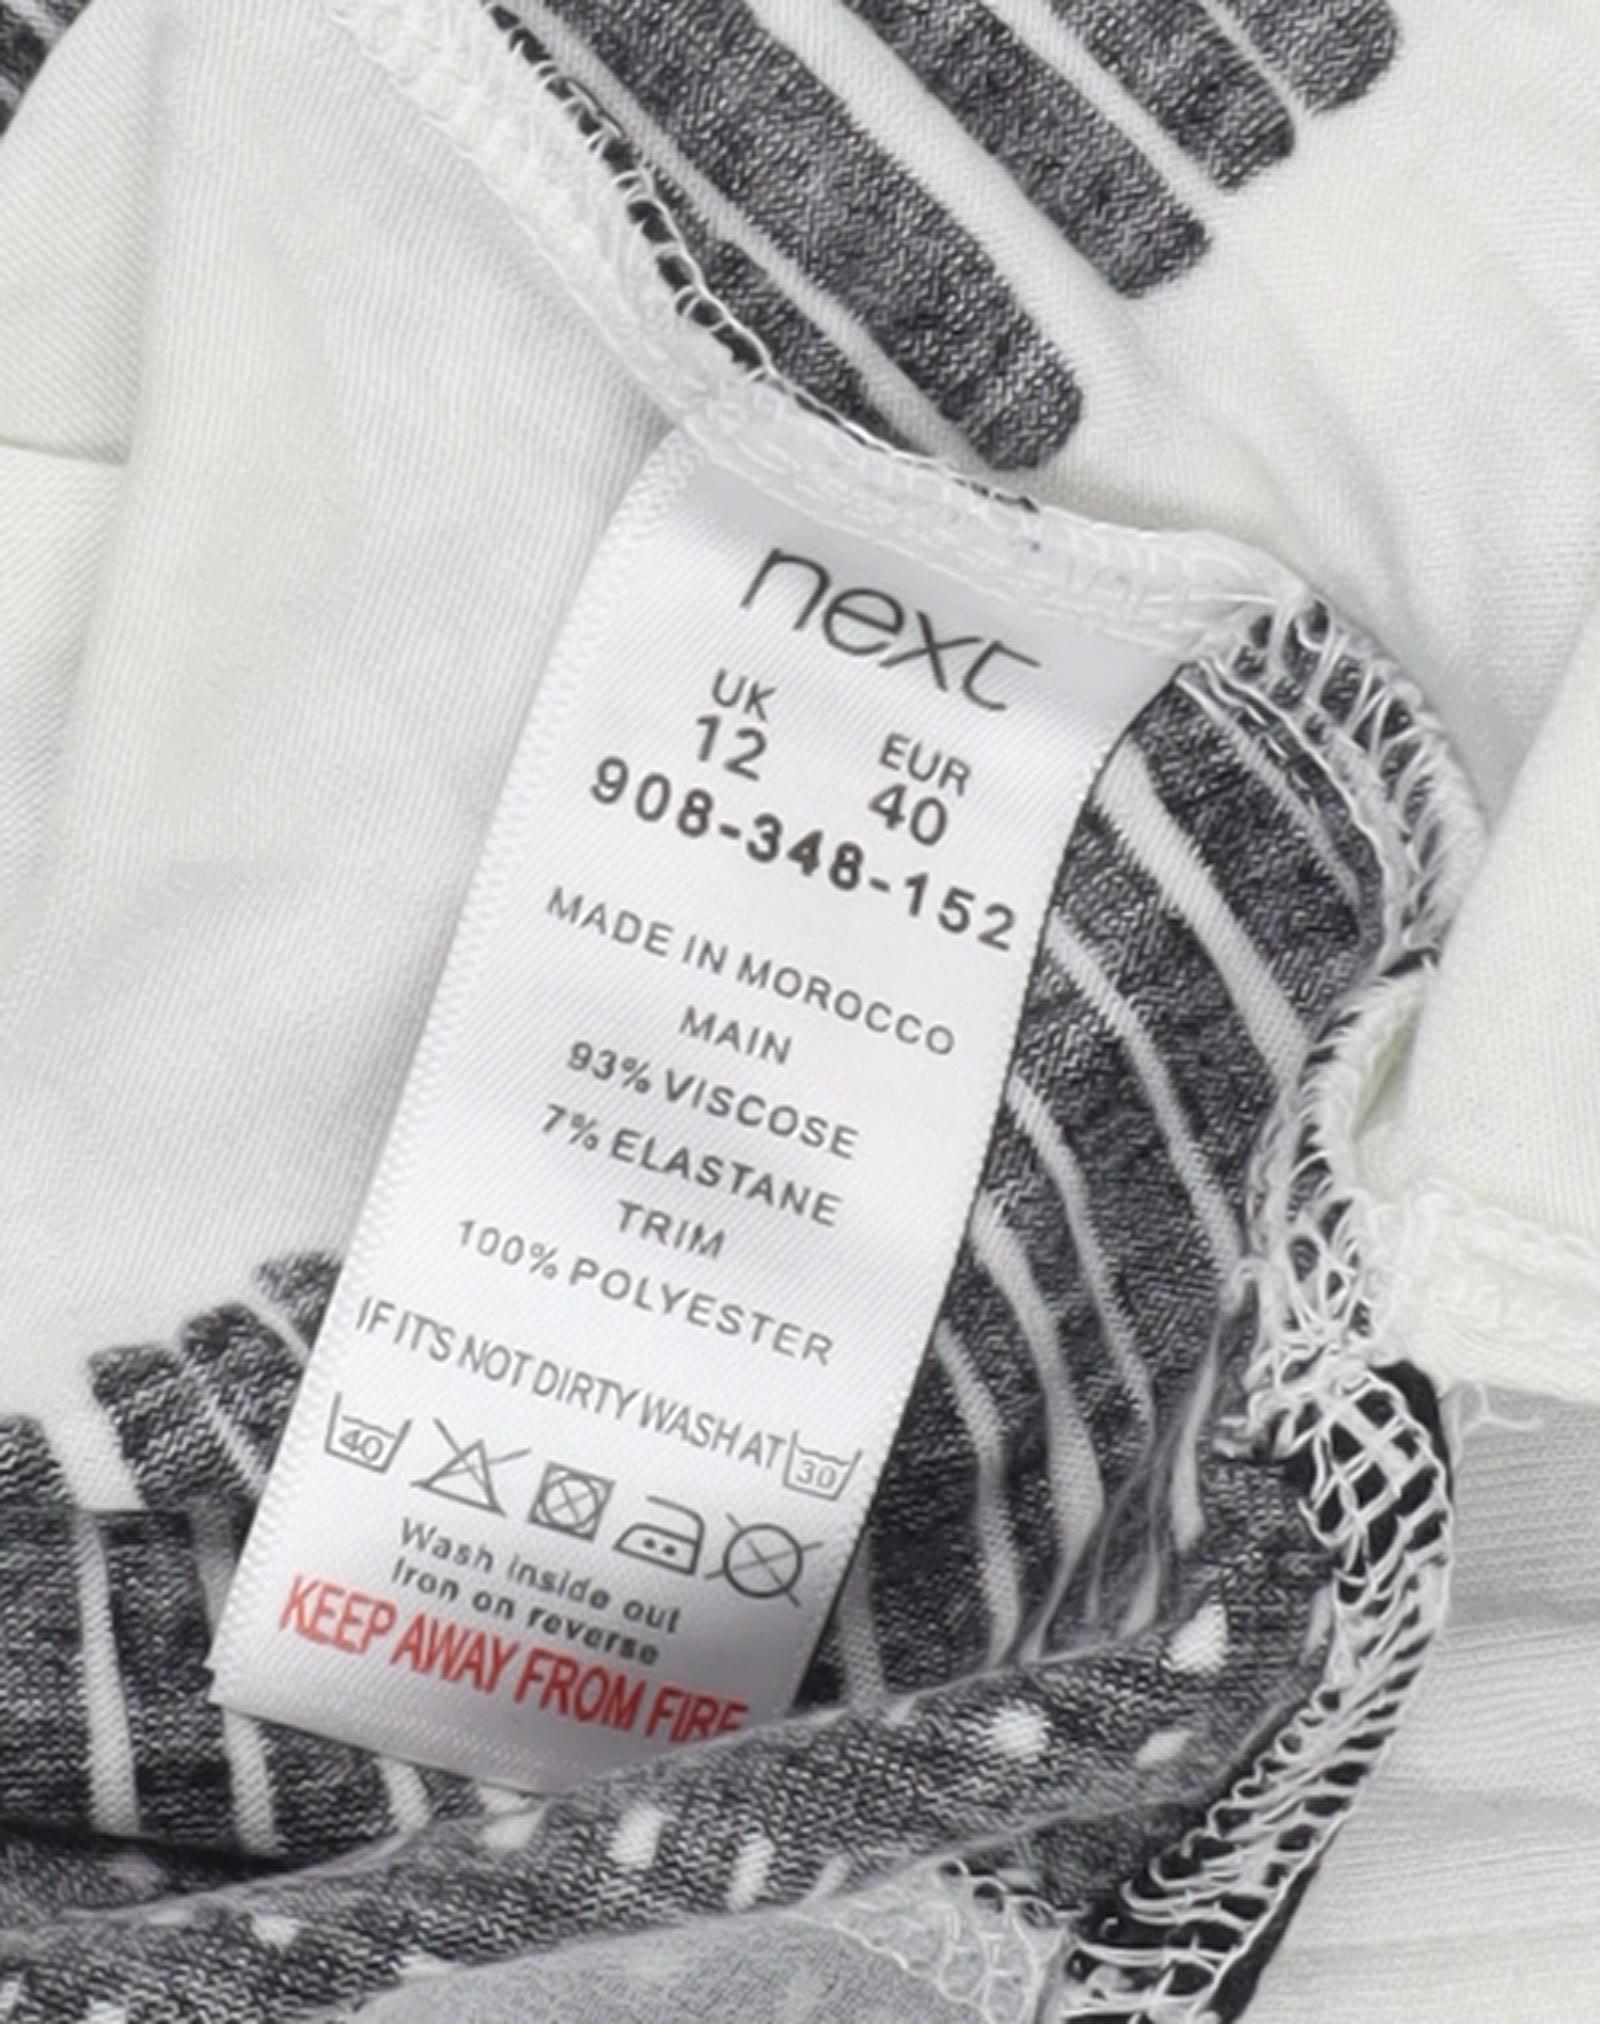 next
UK EUR
12 40
908-348-152
MADE IN MOROCCO
MAIN
93% VISCOSE
7% ELASTANE
TRIM
100% POLYESTER
IF IT'S NOT DIRTY WASH AT 30
40
Wash inside out
Iron on reverse
KEEP AWAY FROM FIRE